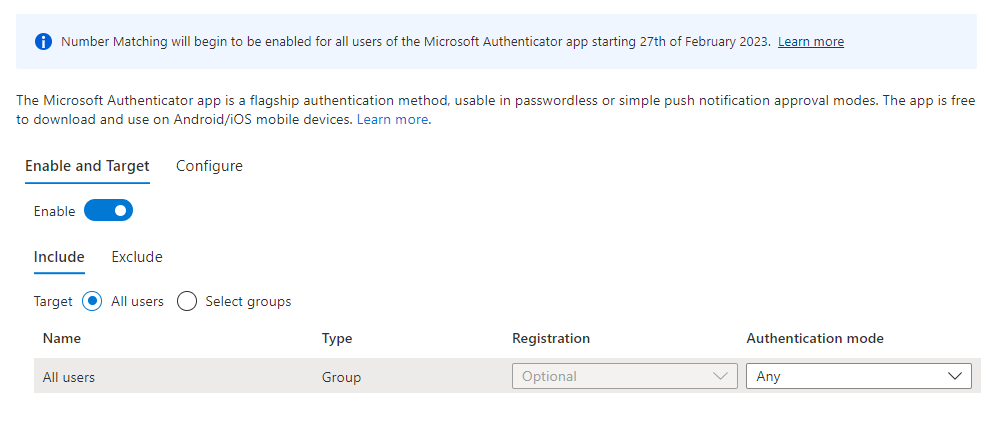 Number Matching will begin to be enabled for all users of the Microsoft Authenticator app starting 27th of February 2023. Learn more
The Microsoft Authenticator app is a flagship authentication method, usable in passwordless or simple push notification approval modes. The app is free
to download and use on Android/iOS mobile devices. Learn more.
Enable and Target Configure
Enable
Include Exclude
Target All users Select groups
Name Type Registration Authentication mode
All users Group Optional Any